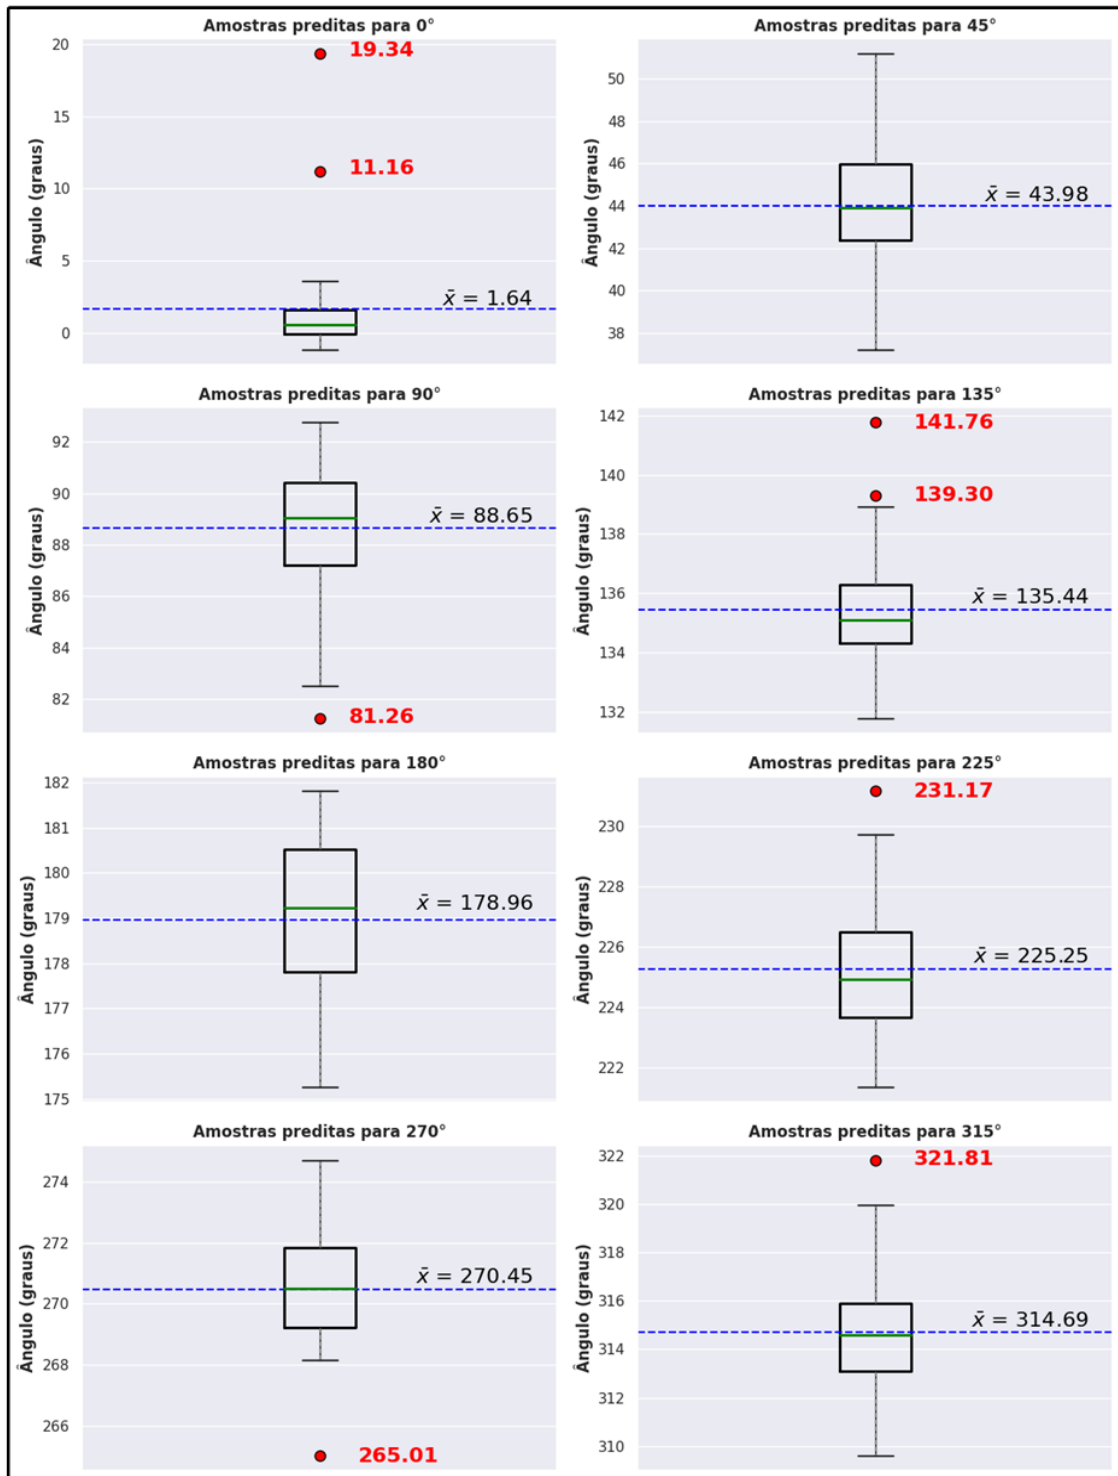 Amostras preditas para 0°
Ângulo (graus)
20
15
10
5
0
19.34
11.16
x̄ = 1.64
Amostras preditas para 45°
Ângulo (graus)
50
48
46
44
42
40
38
x̄ = 43.98
Amostras preditas para 90°
Ângulo (graus)
92
90
88
86
84
82
x̄ = 88.65
81.26
Amostras preditas para 135°
Ângulo (graus)
142
140
138
136
134
132
141.76
139.30
x̄ = 135.44
Amostras preditas para 180°
Ângulo (graus)
182
181
180
179
178
177
176
175
x̄ = 178.96
Amostras preditas para 225°
Ângulo (graus)
230
228
226
224
222
231.17
x̄ = 225.25
Amostras preditas para 270°
Ângulo (graus)
274
272
270
268
266
x̄ = 270.45
265.01
Amostras preditas para 315°
Ângulo (graus)
322
320
318
316
314
312
310
321.81
x̄ = 314.69